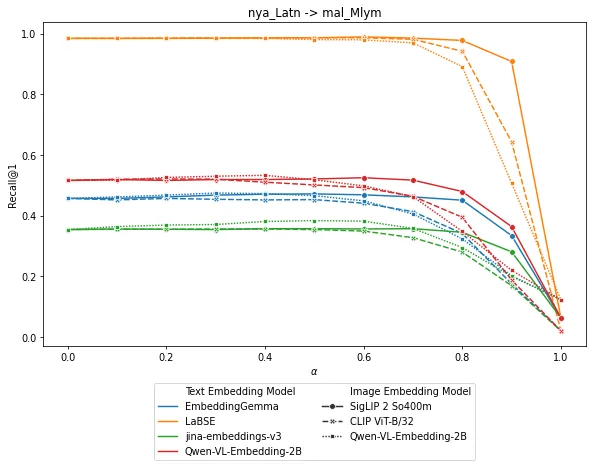 nya_Latn -> mal_Mlym
Recall@1
1.0
0.8
0.6
0.4
0.2
0.0
0.0 0.2 0.4 0.6 0.8 1.0
α
Text Embedding Model
EmbeddingGemma
LaBSE
jina-embeddings-v3
Qwen-VL-Embedding-2B
Image Embedding Model
SigLIP 2 So400m
CLIP ViT-B/32
Qwen-VL-Embedding-2B